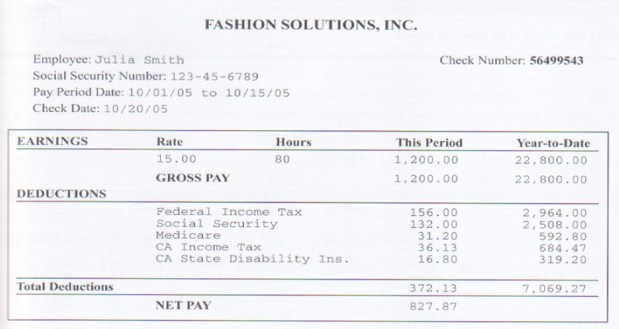 FASHION SOLUTIONS, INC.
Employee: Julia Smith Check Number: 56499543
Social Security Number: 123-45-6789
Pay Period Date: 10/01/05 to 10/15/05
Check Date: 10/20/05
EARNINGS Rate Hours This Period Year-to-Date
15.00 80 1,200.00 22,800.00
GROSS PAY 1,200.00 22,800.00
DEDUCTIONS
Federal Income Tax 156.00 2,964.00
Social Security 132.00 2,508.00
Medicare 31.20 592.80
CA Income Tax 36.13 684.47
CA State Disability Ins. 16.80 319.20
Total Deductions 372.13 7,069.27
NET PAY 827.87